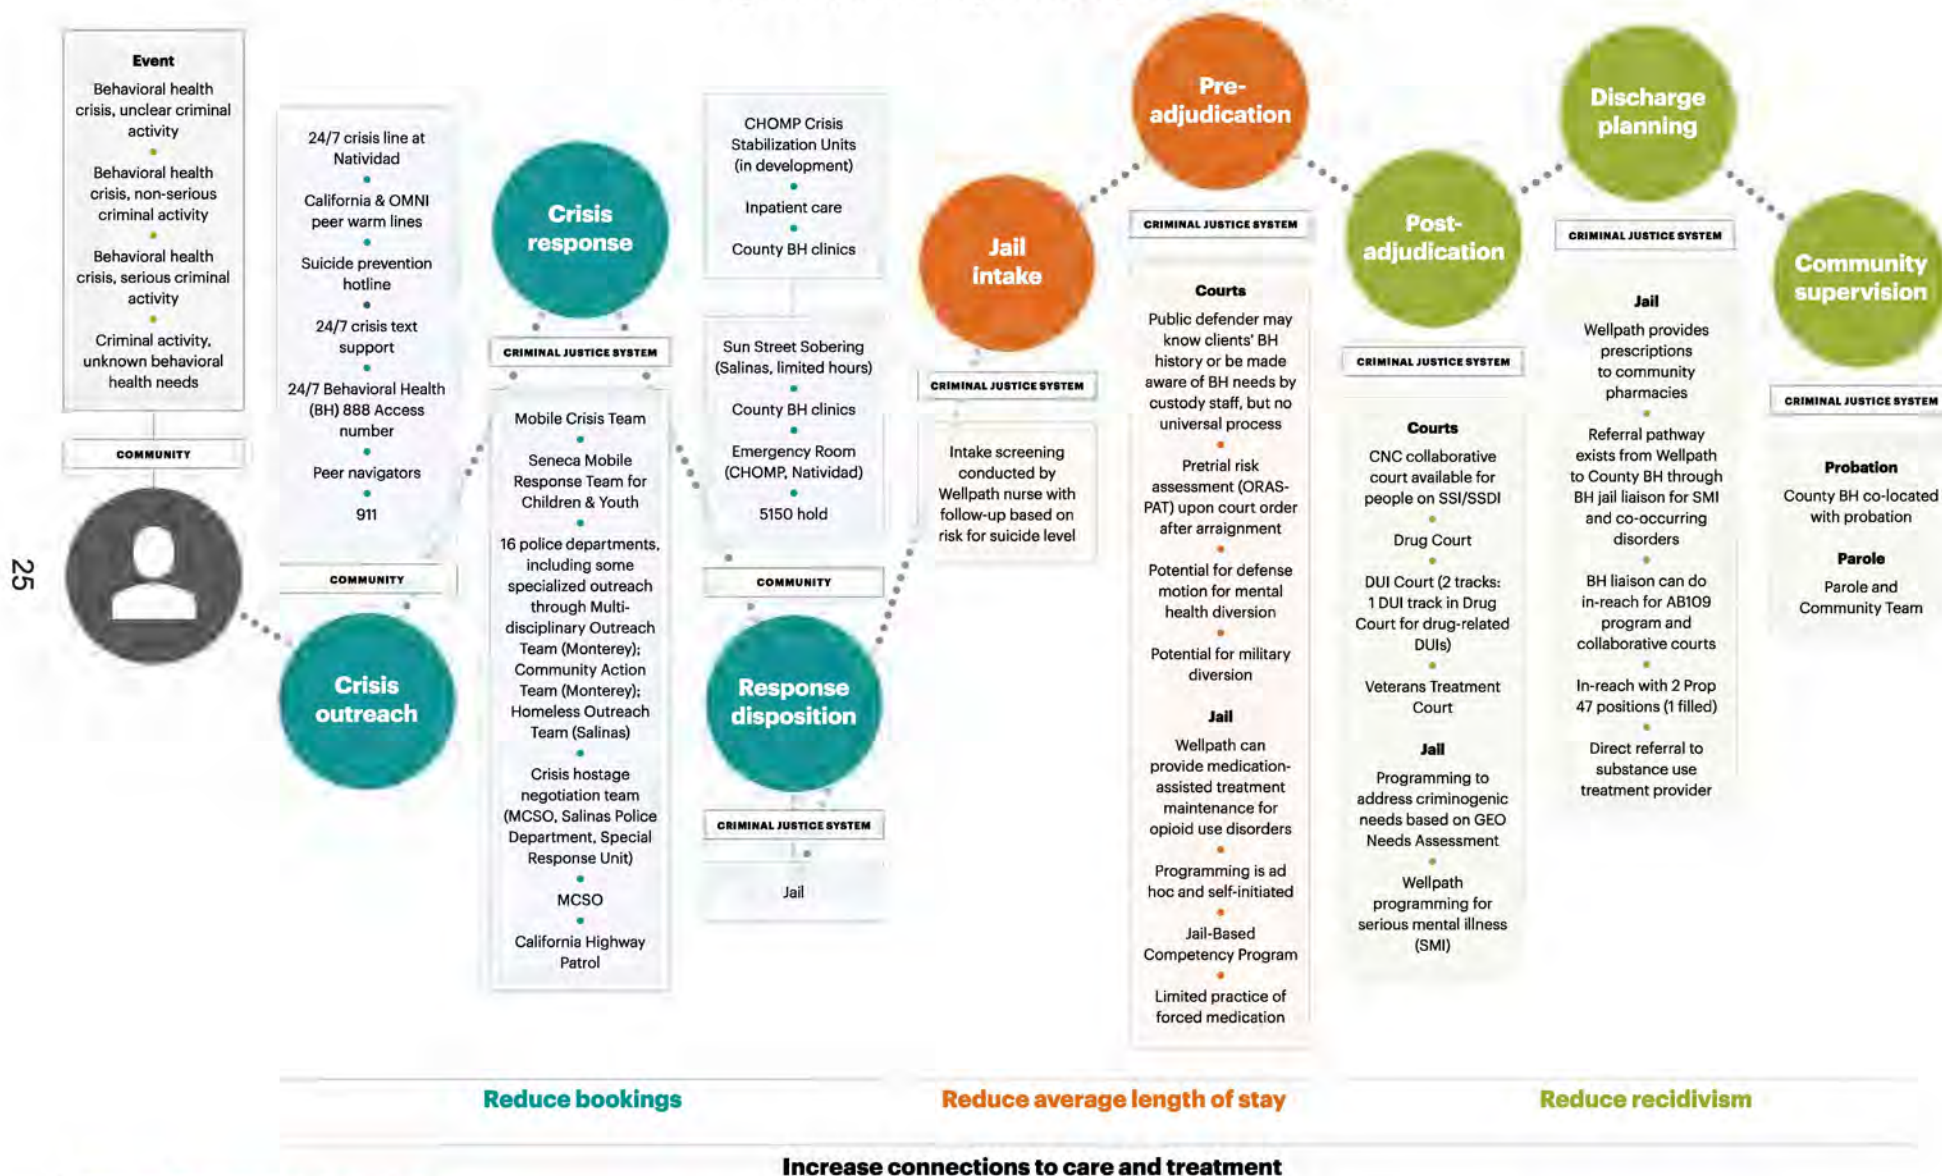 Event
Behavioral health
crisis, unclear criminal
activity
Behavioral health
crisis, non-serious
criminal activity
Behavioral health
crisis, serious criminal
activity
Criminal activity,
unknown behavioral
health needs
COMMUNITY
25
24/7 crisis line at
Natividad
California & OMNI
peer warm lines
Suicide prevention
hotline
24/7 crisis text
support
24/7 Behavioral Health
(BH) 888 Access
number
Peer navigators
911
COMMUNITY
Crisis
outreach
Crisis
response
CRIMINAL JUSTICE SYSTEM
Mobile Crisis Team
Seneca Mobile
Response Team for
Children & Youth
16 police departments,
including some
specialized outreach
through Multi-
disciplinary Outreach
Team (Monterey);
Community Action
Team (Monterey);
Homeless Outreach
Team (Salinas)
Crisis hostage
negotiation team
(MCSO, Salinas Police
Department, Special
Response Unit)
MCSO
California Highway
Patrol
CHOMP Crisis
Stabilization Units
(in development)
Inpatient care
County BH clinics
Sun Street Sobering
(Salinas, limited hours)
County BH clinics
Emergency Room
(CHOMP, Natividad)
5150 hold
COMMUNITY
Response
disposition
CRIMINAL JUSTICE SYSTEM
Jail
Jail
intake
CRIMINAL JUSTICE SYSTEM
Intake screening
conducted by
Wellpath nurse with
follow-up based on
risk for suicide level
Pre-
adjudication
CRIMINAL JUSTICE SYSTEM
Courts
Public defender may
know clients' BH
history or be made
aware of BH needs by
custody staff, but no
universal process
Pretrial risk
assessment (ORAS-
PAT) upon court order
after arraignment
Potential for defense
motion for mental
health diversion
Potential for military
diversion
Jail
Wellpath can
provide medication-
assisted treatment
maintenance for
opioid use disorders
Programming is ad
hoc and self-initiated
Jail-Based
Competency Program
Limited practice of
forced medication
Post-
adjudication
CRIMINAL JUSTICE SYSTEM
Courts
CNC collaborative
court available for
people on SSI/SSDI
Drug Court
DUI Court (2 tracks:
1 DUI track in Drug
Court for drug-related
DUIs)
Veterans Treatment
Court
Jail
Programming to
address criminogenic
needs based on GEO
Needs Assessment
Wellpath
programming for
serious mental illness
(SMI)
Discharge
planning
CRIMINAL JUSTICE SYSTEM
Jail
Wellpath provides
prescriptions
to community
pharmacies
Referral pathway
exists from Wellpath
to County BH through
BH jail liaison for SMI
and co-occurring
disorders
BH liaison can do
in-reach for AB109
program and
collaborative courts
In-reach with 2 Prop
47 positions (1 filled)
Direct referral to
substance use
treatment provider
Community
supervision
CRIMINAL JUSTICE SYSTEM
Probation
County BH co-located
with probation
Parole
Parole and
Community Team
Reduce bookings
Reduce average length of stay
Reduce recidivism
Increase connections to care and treatment